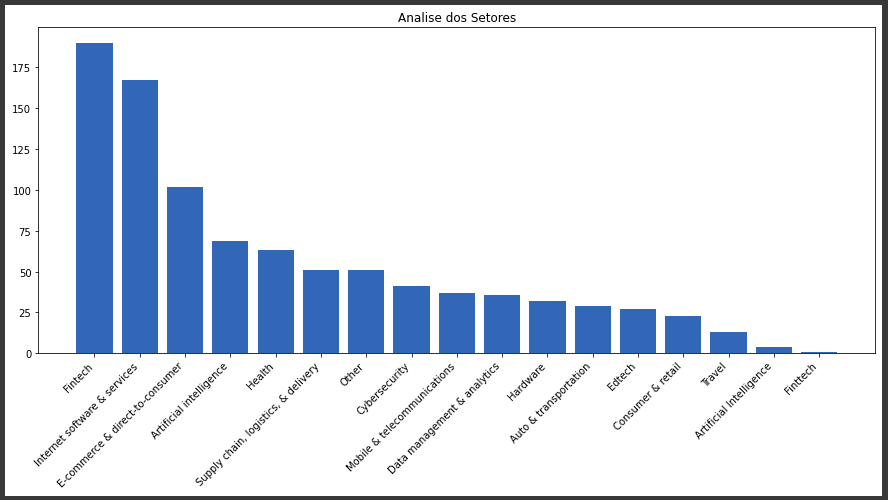 Analise dos Setores
175
150
125
100
75
50
25
0
Fintech
Internet software & services
E-commerce & direct-to-consumer
Artificial intelligence
Health
Supply chain, logistics, & delivery
Other
Cybersecurity
Mobile & telecommunications
Data management & analytics
Hardware
Auto & transportation
Edtech
Consumer & retail
Travel
Artificial Intelligence
Finttech